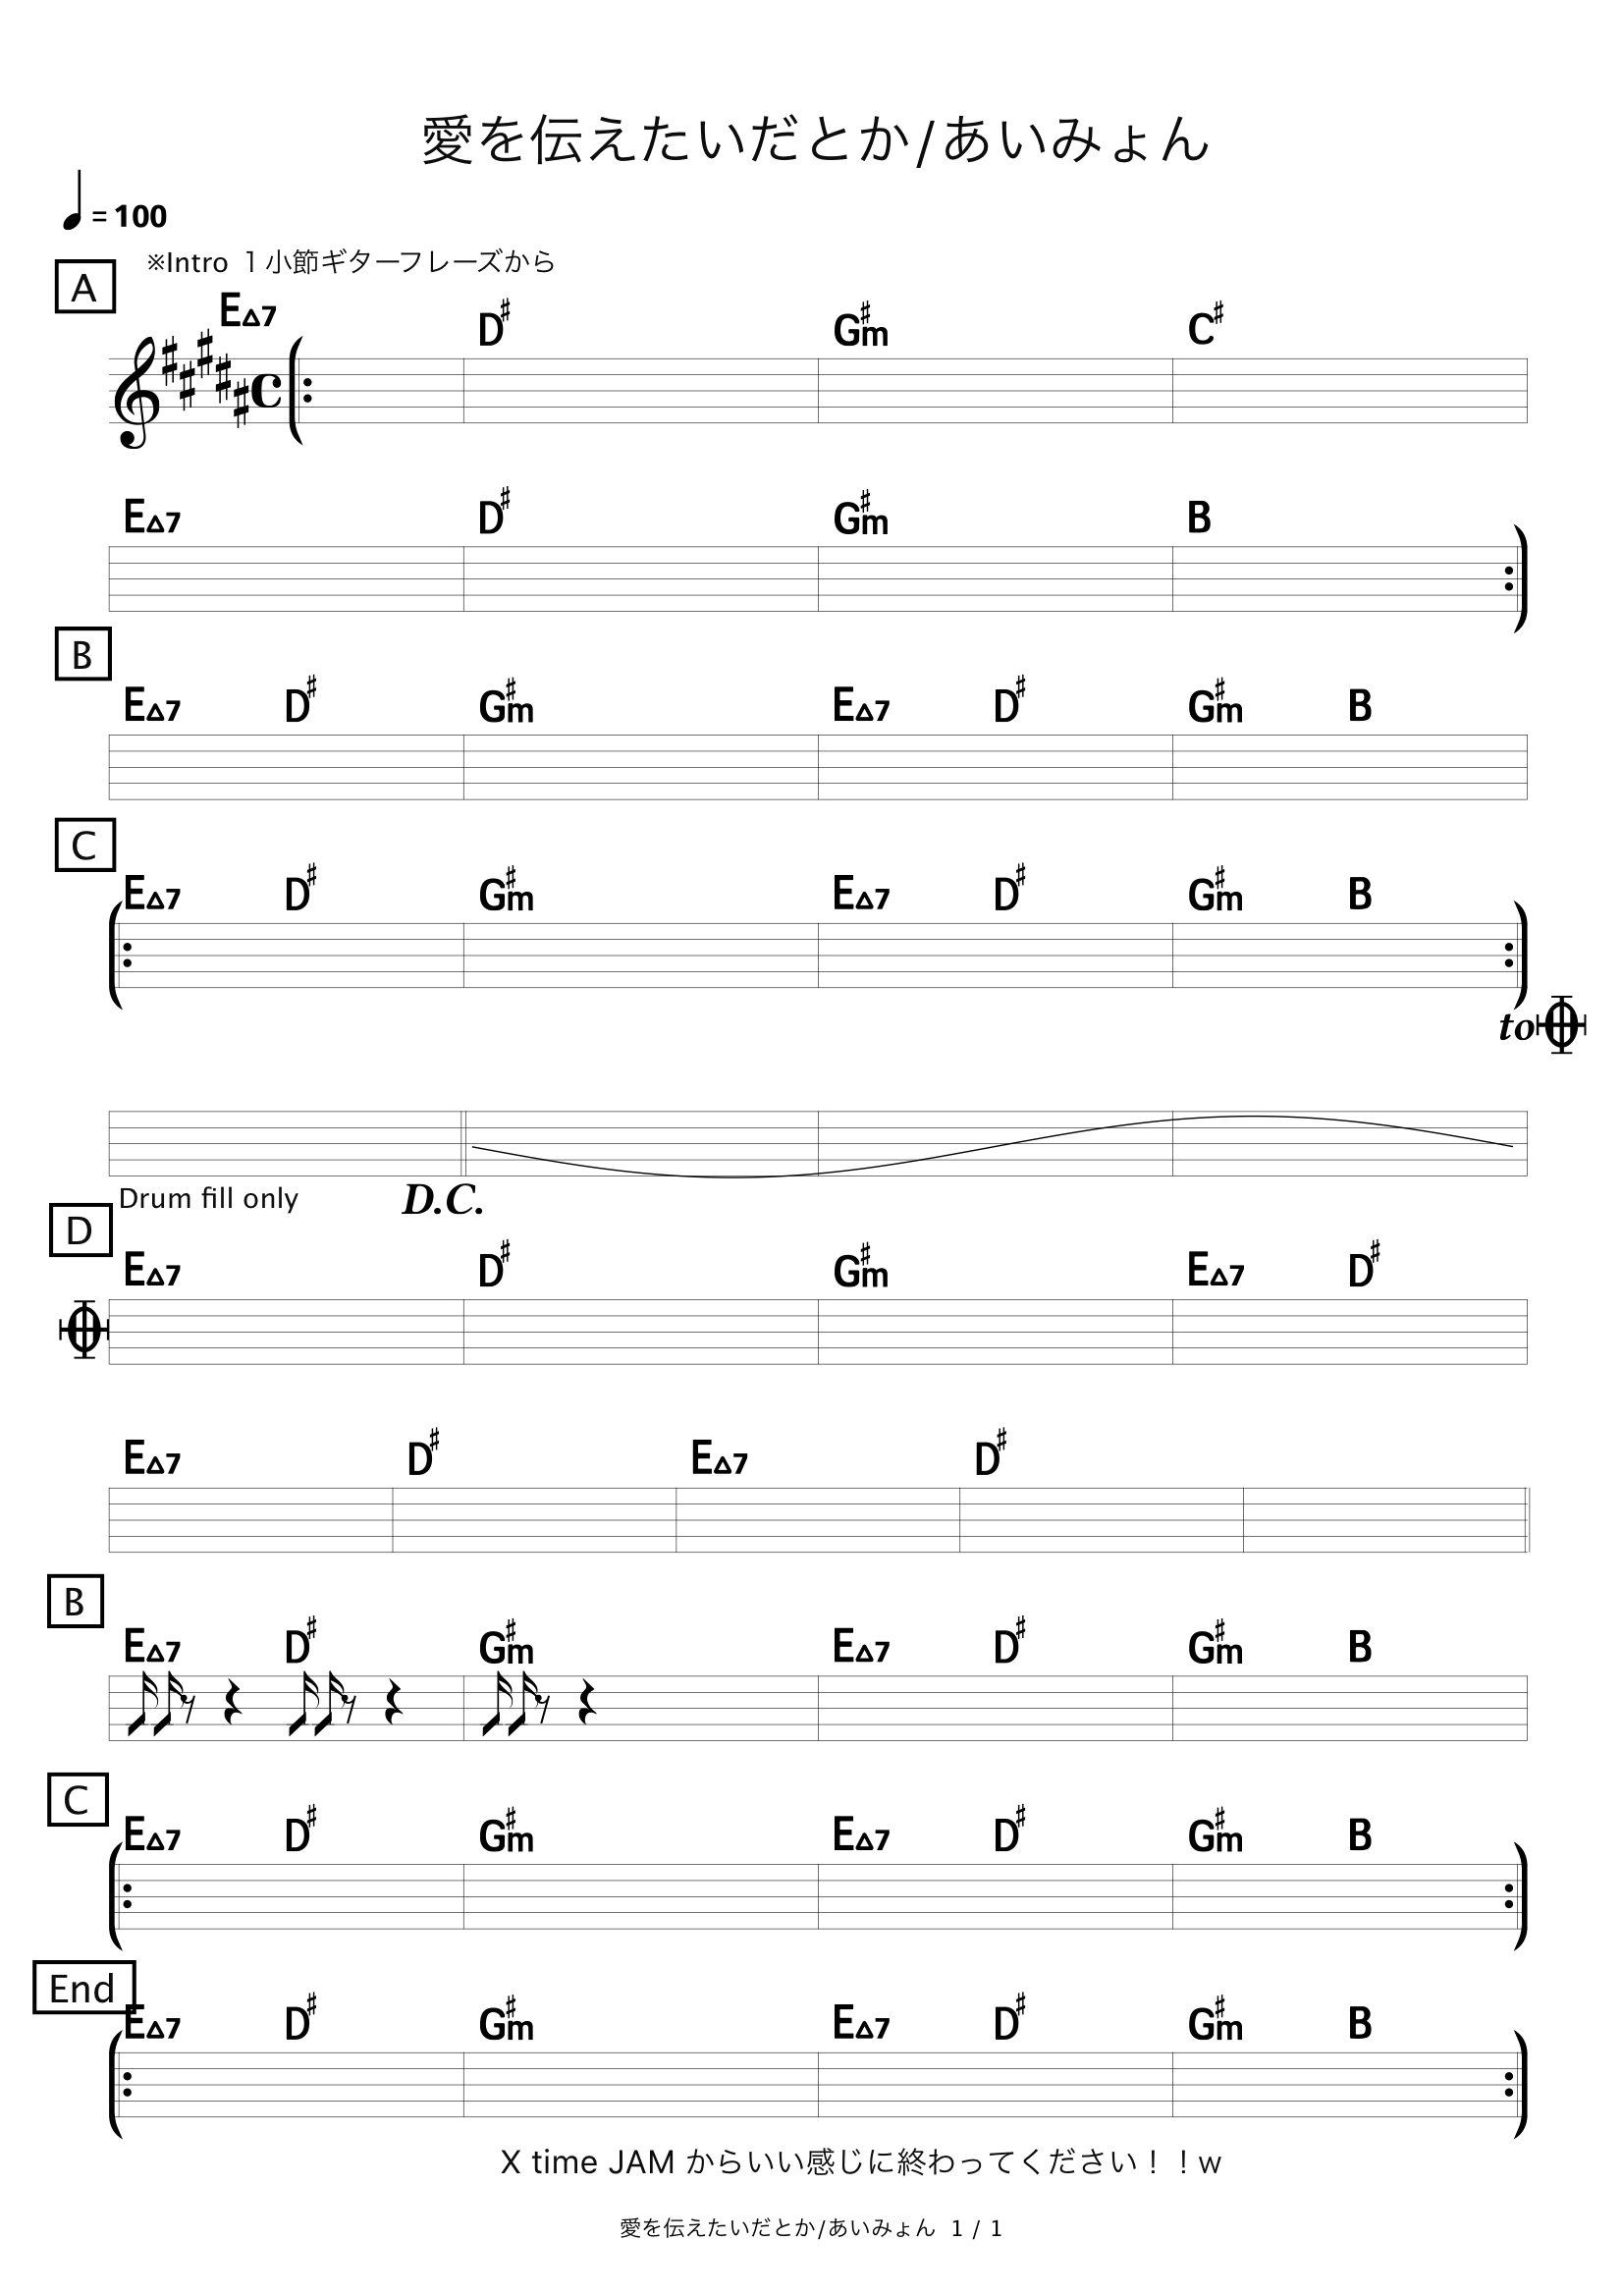 愛を伝えたいだとか/あいみょん
= 100
※Intro １小節ギターフレーズから
A
E△7 D♯ G♯m C♯
E△7 D♯ G♯m B
B
E△7 D♯ G♯m E△7 D♯ G♯m B
C
E△7 D♯ G♯m E△7 D♯ G♯m B
to
Drum fill only D.C.
D
E△7 D♯ G♯m E△7 D♯
E△7 D♯ E△7 D♯
B
E△7 D♯ G♯m E△7 D♯ G♯m B
C
E△7 D♯ G♯m E△7 D♯ G♯m B
End
E△7 D♯ G♯m E△7 D♯ G♯m B
X time JAM からいい感じに終わってください！！w
愛を伝えたいだとか/あいみょん 1 / 1